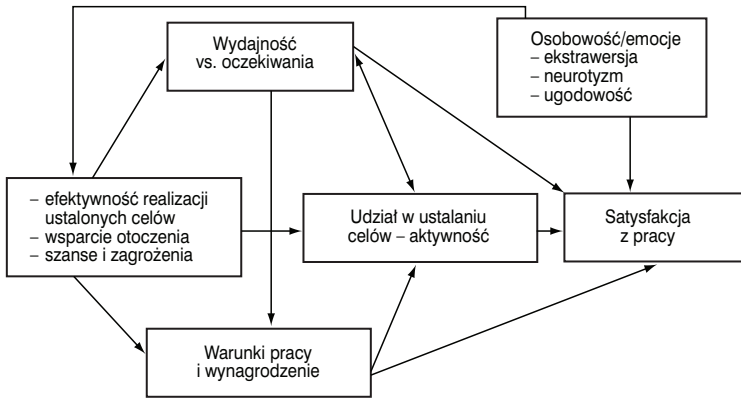 Wydajność
vs. oczekiwania
Osobowość/emocje
– ekstrawersja
– neurotyzm
– ugodowość
– efektywność realizacji
ustalonych celów
– wsparcie otoczenia
– szanse i zagrożenia
Udział w ustalaniu
celów – aktywność
Satysfakcja
z pracy
Warunki pracy
i wynagrodzenie